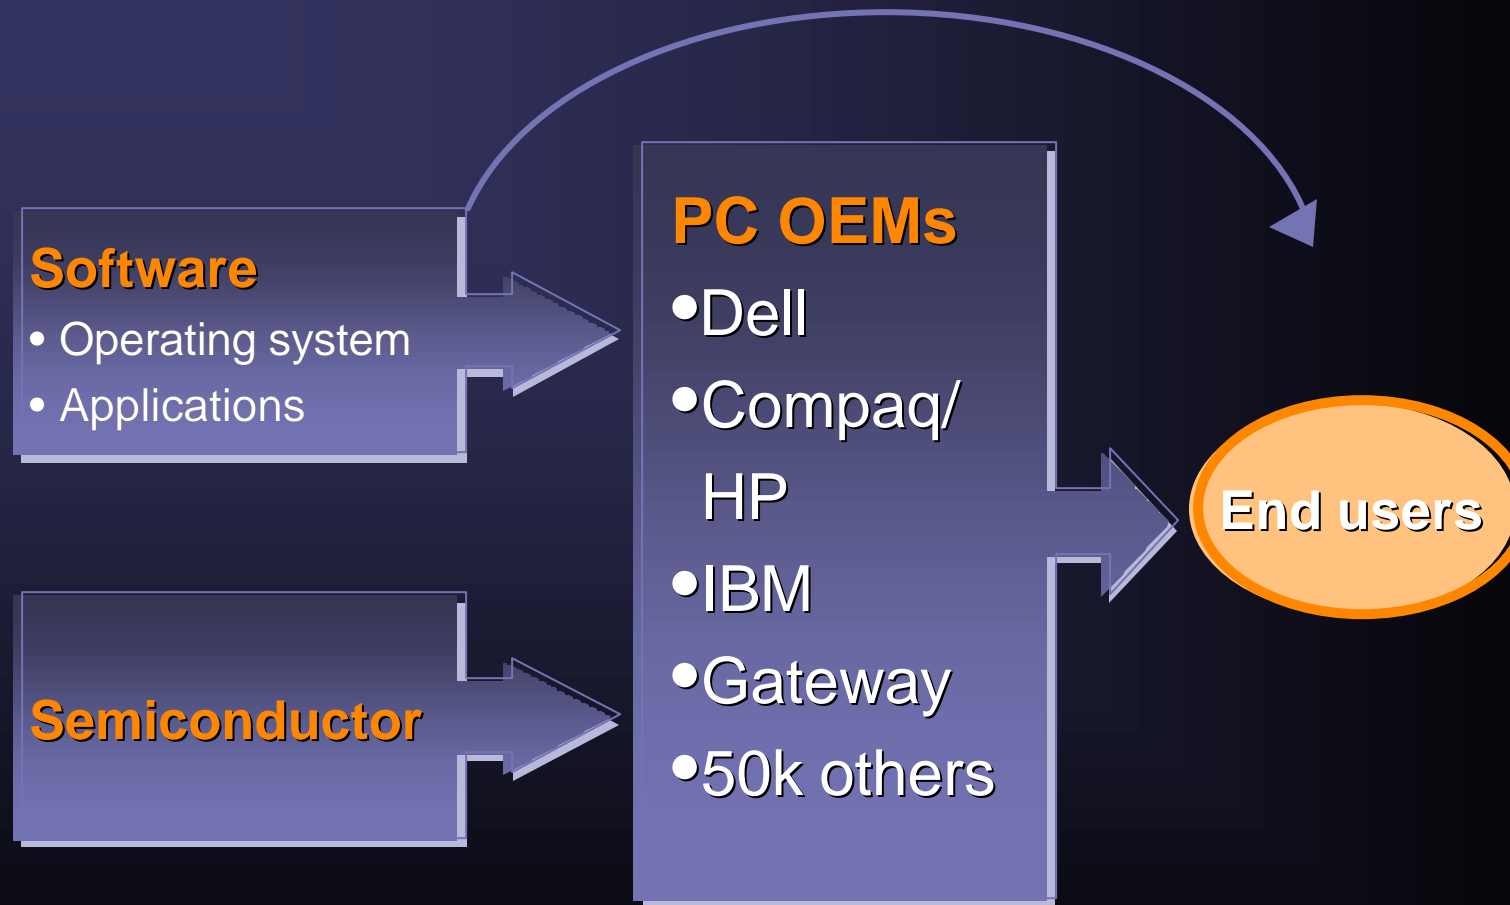 Software
• Operating system
• Applications
Semiconductor
PC OEMs
•Dell
•Compaq/
HP
•IBM
•Gateway
•50k others
End users